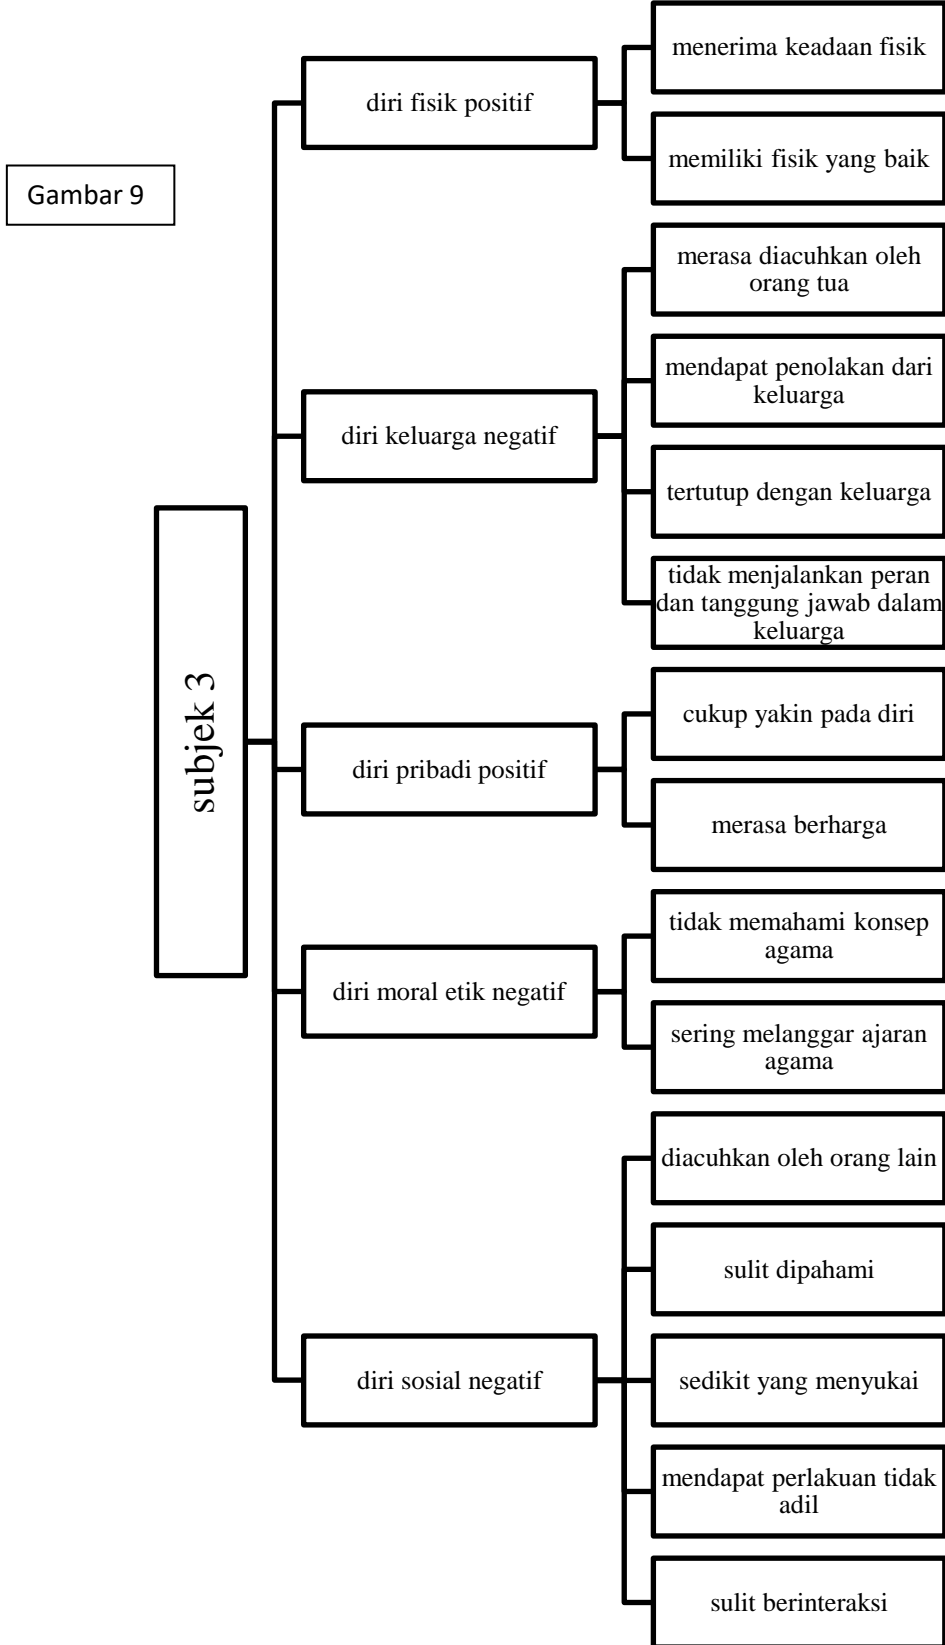 Gambar 9
subjek 3
diri fisik positif
menerima keadaan fisik
memiliki fisik yang baik
diri keluarga negatif
merasa diacuhkan oleh
orang tua
mendapat penolakan dari
keluarga
tertutup dengan keluarga
tidak menjalankan peran
dan tanggung jawab dalam
keluarga
diri pribadi positif
cukup yakin pada diri
merasa berharga
diri moral etik negatif
tidak memahami konsep
agama
sering melanggar ajaran
agama
diri sosial negatif
diacuhkan oleh orang lain
sulit dipahami
sedikit yang menyukai
mendapat perlakuan tidak
adil
sulit berinteraksi